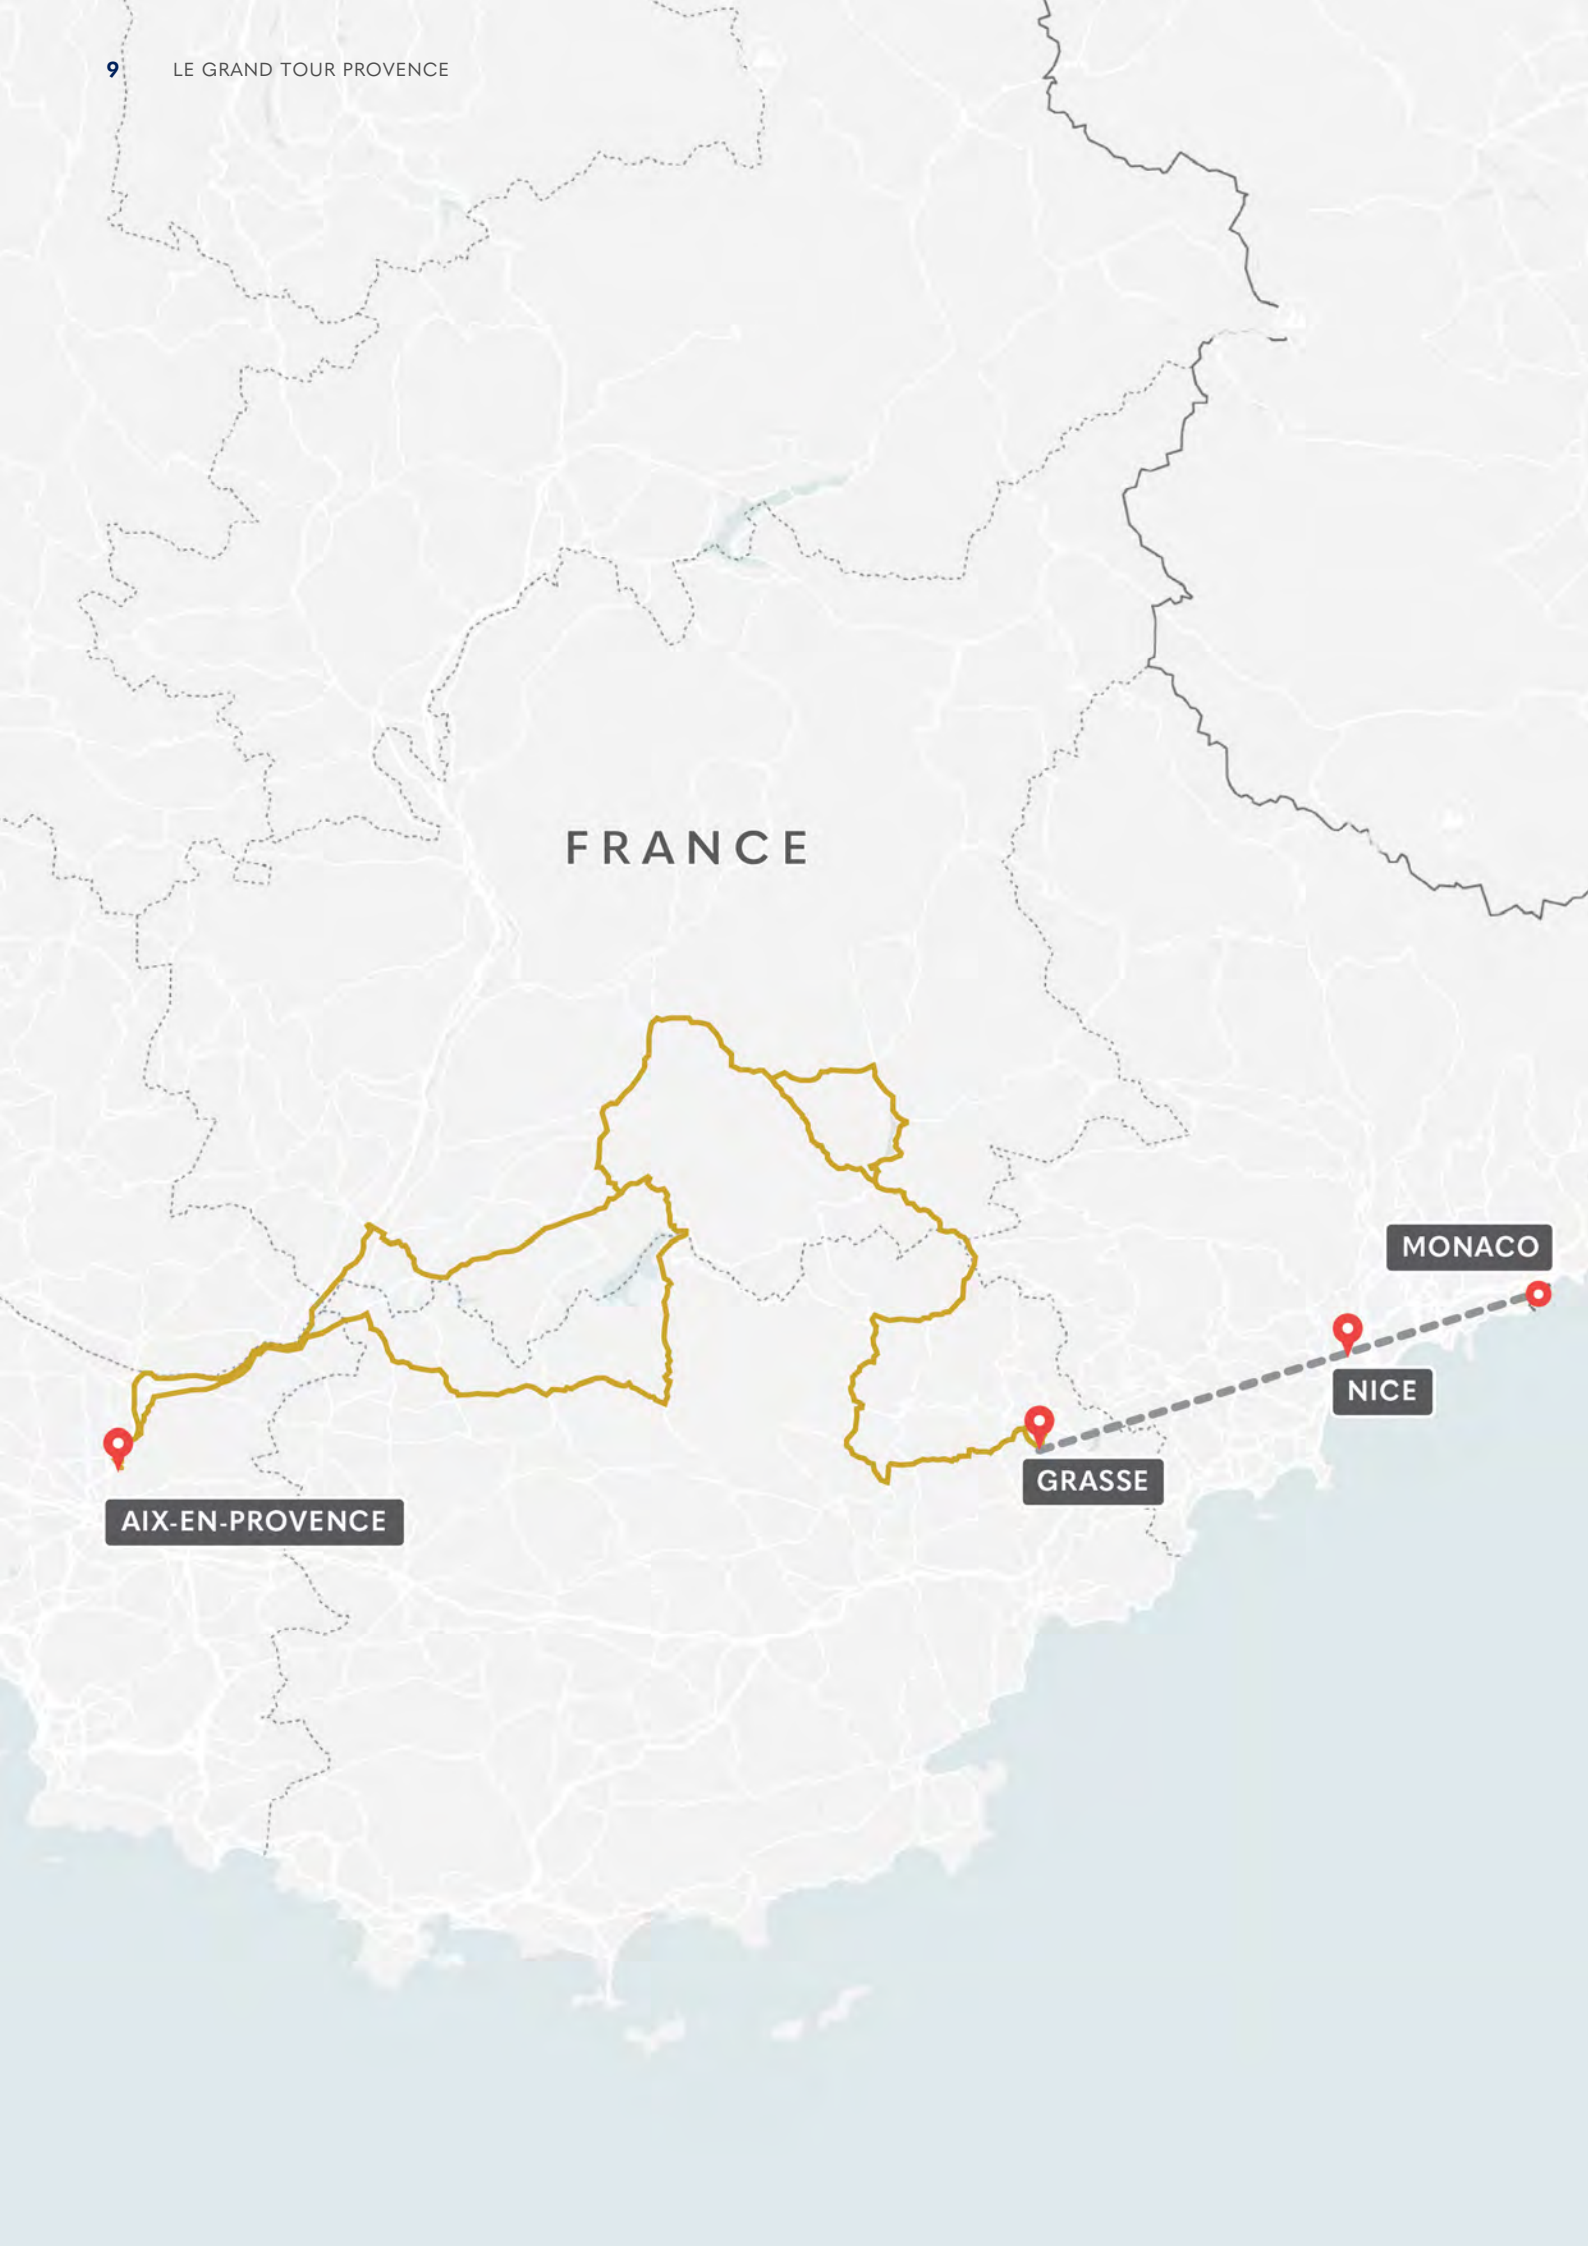 9 LE GRAND TOUR PROVENCE
FRANCE
MONACO
NICE
GRASSE
AIX-EN-PROVENCE